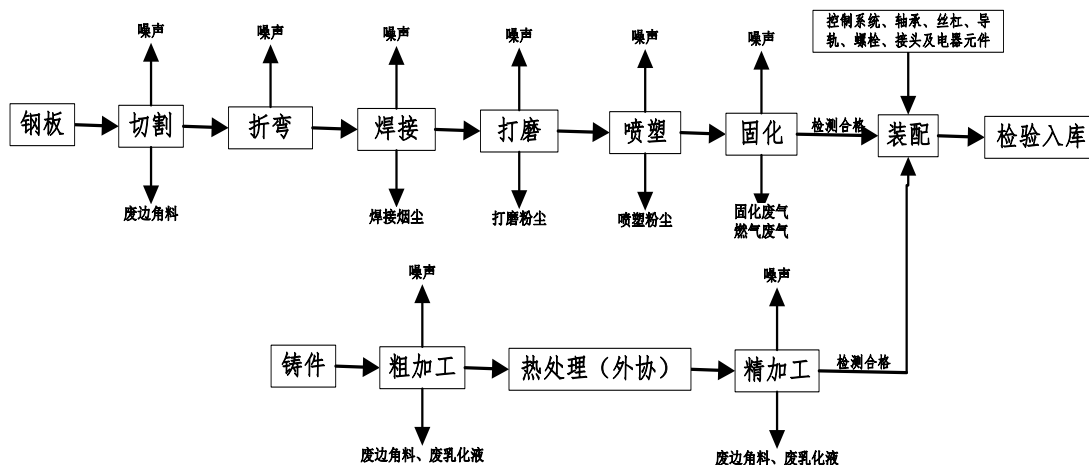 噪声
噪声
噪声
噪声
噪声
噪声
控制系统、轴承、丝杠、导
轨、螺栓、接头及电器元件
钢板
切割
折弯
焊接
打磨
喷塑
固化
检测合格
装配
检验入库
废边角料
焊接烟尘
打磨粉尘
喷塑粉尘
固化废气
燃气废气
噪声
噪声
铸件
粗加工
热处理（外协）
精加工
检测合格
废边角料、废乳化液
废边角料、废乳化液